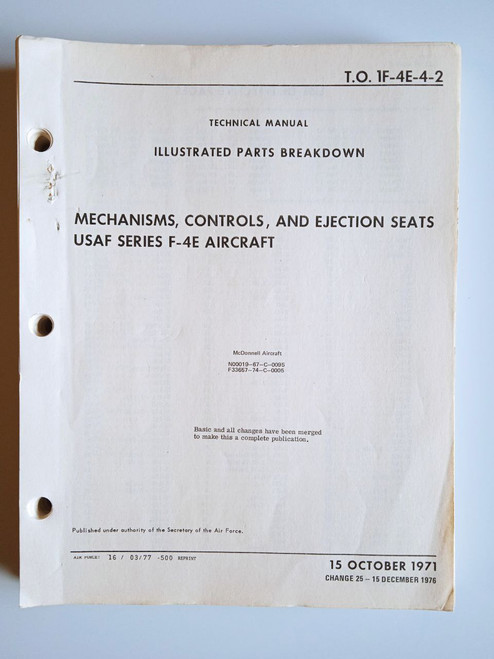 T.O. 1F-4E-4-2
TECHNICAL MANUAL
ILLUSTRATED PARTS BREAKDOWN
MECHANISMS, CONTROLS, AND EJECTION SEATS
USAF SERIES F-4E AIRCRAFT
McDonnell Aircraft
N00019-67-C-0095
F33657-74-C-0005
Basic and all changes have been merged
to make this a complete publication.
Published under authority of the Secretary of the Air Force.
AIR FORCE: 16 / 03/77 -500 REPRINT
15 OCTOBER 1971
CHANGE 25 - 15 DECEMBER 1976